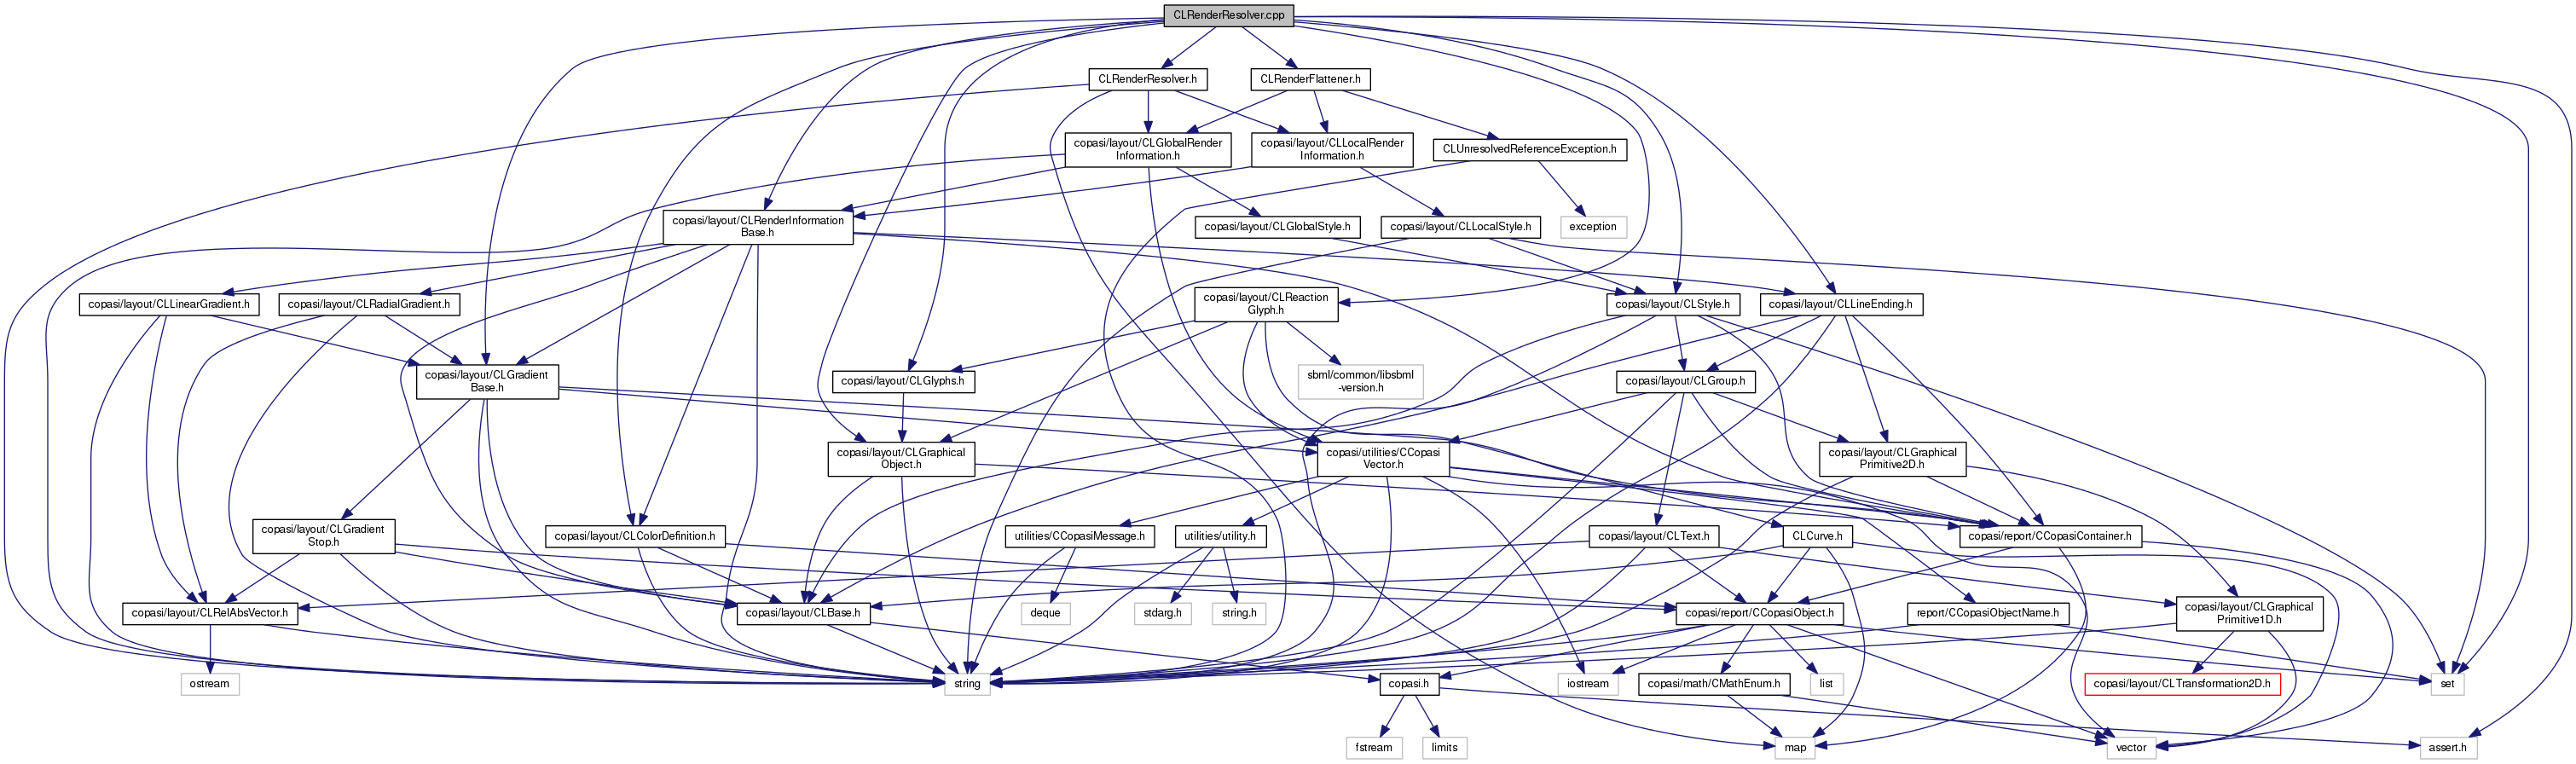 CLRenderResolver.cpp
CLRenderResolver.h
CLRenderFlattener.h
copasi/layout/CLGlobalRender
Information.h
copasi/layout/CLLocalRender
Information.h
CLUnresolvedReferenceException.h
copasi/layout/CLRenderInformation
Base.h
copasi/layout/CLGlobalStyle.h
copasi/layout/CLLocalStyle.h
exception
copasi/layout/CLLinearGradient.h
copasi/layout/CLRadialGradient.h
copasi/layout/CLReaction
Glyph.h
copasi/layout/CLStyle.h
copasi/layout/CLLineEnding.h
copasi/layout/CLGradient
Base.h
copasi/layout/CLGlyphs.h
sbml/common/libsbml
-version.h
copasi/layout/CLGroup.h
copasi/layout/CLGraphical
Object.h
copasi/utilities/CCopasi
Vector.h
copasi/layout/CLGraphical
Primitive2D.h
copasi/layout/CLGradient
Stop.h
copasi/layout/CLColorDefinition.h
utilities/CCopasiMessage.h
utilities/utility.h
copasi/layout/CLText.h
CLCurve.h
copasi/report/CCopasiContainer.h
copasi/layout/CLRelAbsVector.h
copasi/layout/CLBase.h
deque
stdarg.h
string.h
copasi/report/CCopasiObject.h
report/CCopasiObjectName.h
copasi/layout/CLGraphical
Primitive1D.h
ostream
string
copasi.h
iostream
copasi/math/CMathEnum.h
list
copasi/layout/CLTransformation2D.h
set
fstream
limits
map
vector
assert.h